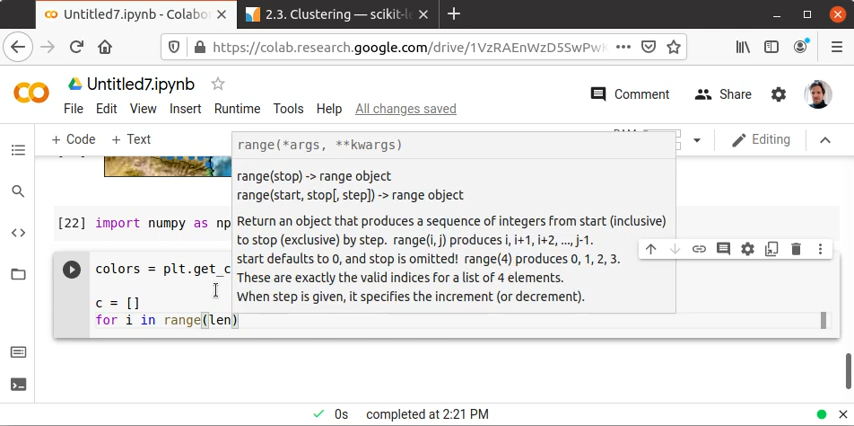 Untitled7.ipynb - Colabo
2.3. Clustering — scikit-le
https://colab.research.google.com/drive/1VzRAEnWzD5SwPwK
Untitled7.ipynb
File Edit View Insert Runtime Tools Help All changes saved
Comment
Share
+ Code + Text
Editing
range(*args, **kwargs)
range(stop) -> range object
range(start, stop[, step]) -> range object
Return an object that produces a sequence of integers from start (inclusive)
to stop (exclusive) by step. range(i, j) produces i, i+1, i+2, ..., j-1.
start defaults to 0, and stop is omitted! range(4) produces 0, 1, 2, 3.
These are exactly the valid indices for a list of 4 elements.
When step is given, it specifies the increment (or decrement).
[22] import numpy as np
colors = plt.get_c
c = []
for i in range(len)
0s completed at 2:21 PM